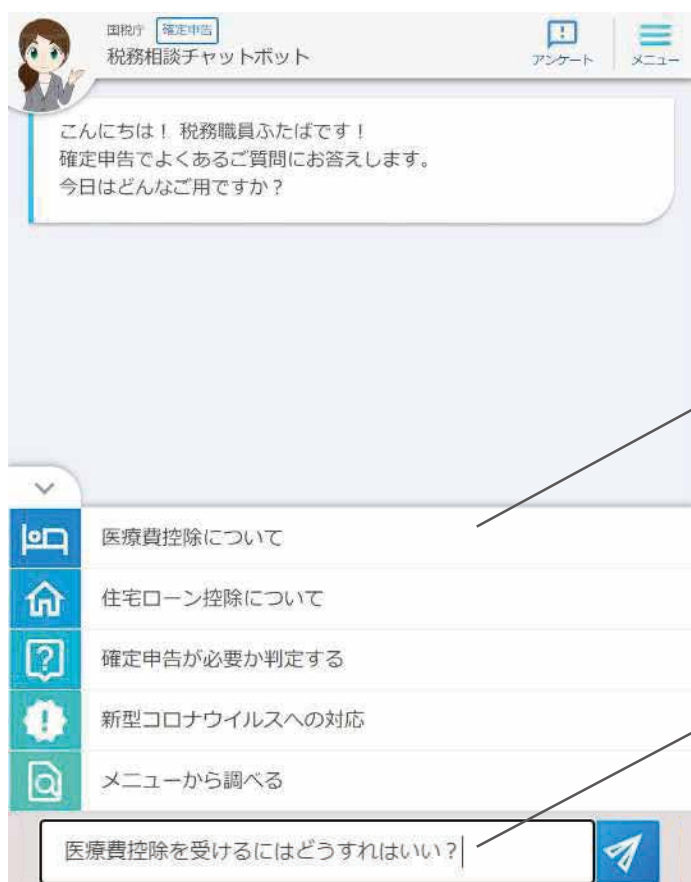 国税庁 確定申告
税務相談チャットボット
アンケート
メニュー
こんにちは！ 税務職員ふたばです！
確定申告でよくあるご質問にお答えします。
今日はどんなご用ですか？
医療費控除について
住宅ローン控除について
確定申告が必要か判定する
新型コロナウイルスへの対応
メニューから調べる
医療費控除を受けるにはどうすれはいい？